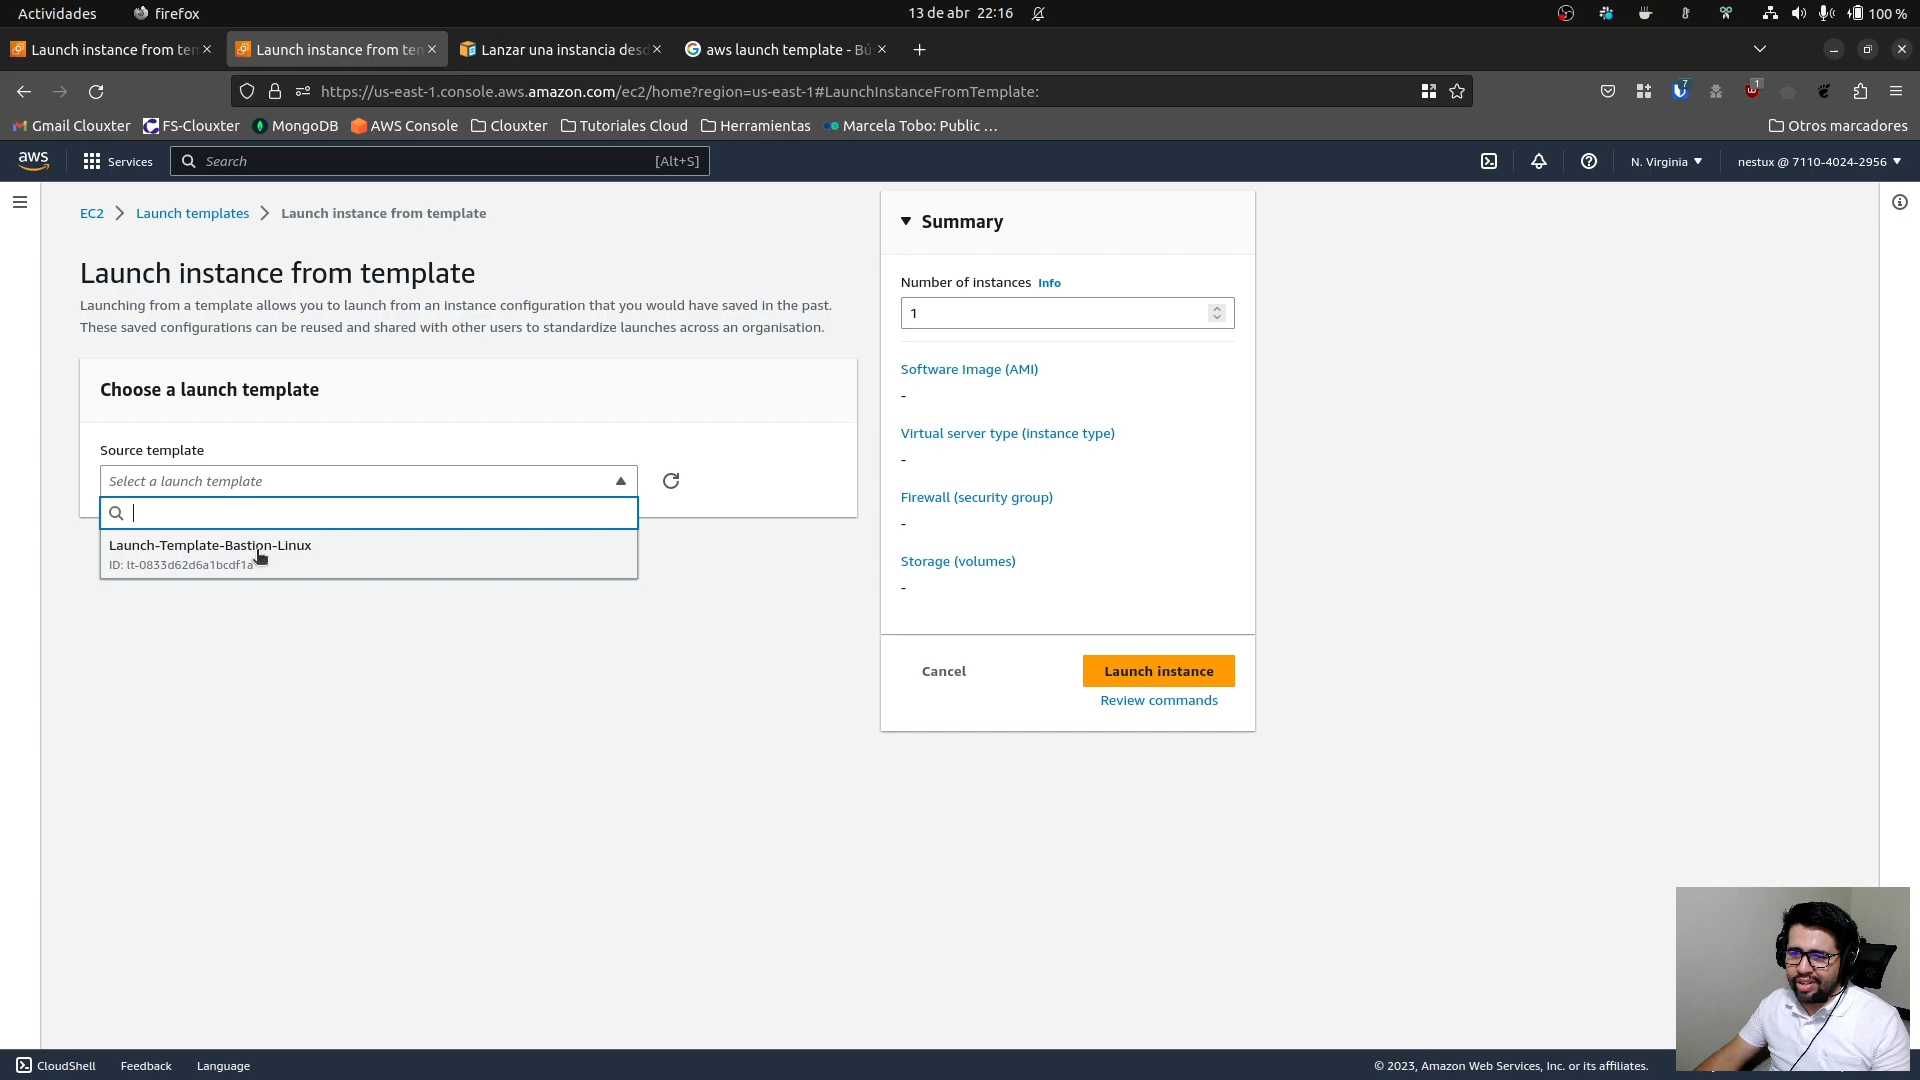 Actividades
firefox
13 de abr 22:16
100 %
Launch instance from ten
Launch instance from ten
Lanzar una instancia desd
aws launch template - Bú
https://us-east-1.console.aws.amazon.com/ec2/home?region=us-east-1#LaunchInstanceFromTemplate:
7
1
Gmail Clouxter
FS-Clouxter
MongoDB
AWS Console
Clouxter
Tutoriales Cloud
Herramientas
Marcela Tobo: Public ...
Otros marcadores
aws
Services
Search
[Alt+S]
N. Virginia
nestux @ 7110-4024-2956
EC2
Launch templates
Launch instance from template
Launch instance from template
Launching from a template allows you to launch from an instance configuration that you would have saved in the past.
These saved configurations can be reused and shared with other users to standardize launches across an organisation.
Choose a launch template
Source template
Select a launch template
Launch-Template-Bastion-Linux
ID: lt-0833d62d6a1bcdf1a
Summary
Number of instances Info
1
Software Image (AMI)
-
Virtual server type (instance type)
-
Firewall (security group)
-
Storage (volumes)
-
Cancel
Launch instance
Review commands
CloudShell
Feedback
Language
© 2023, Amazon Web Services, Inc. or its affiliates.